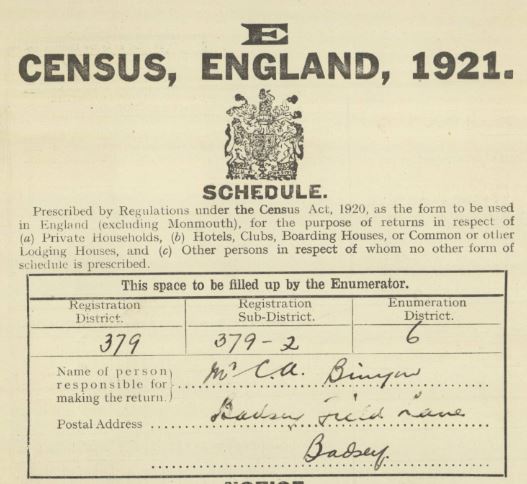 E
CENSUS, ENGLAND, 1921.
SCHEDULE.
Prescribed by Regulations under the Census Act, 1920, as the form to be used
in England (excluding Monmouth), for the purpose of returns in respect of
(a) Private Households, (b) Hotels, Clubs, Boarding Houses, or Common or other
Lodging Houses, and (c) Other persons in respect of whom no other form of
schedule is prescribed.
This space to be filled up by the Enumerator.
Registration District.
Registration Sub-District.
Enumeration District.
379
379-2
6
Name of person responsible for making the return.
Mr C.A. Binyon
Postal Address
Badsey Field Lane
Badsey.
NOTICE